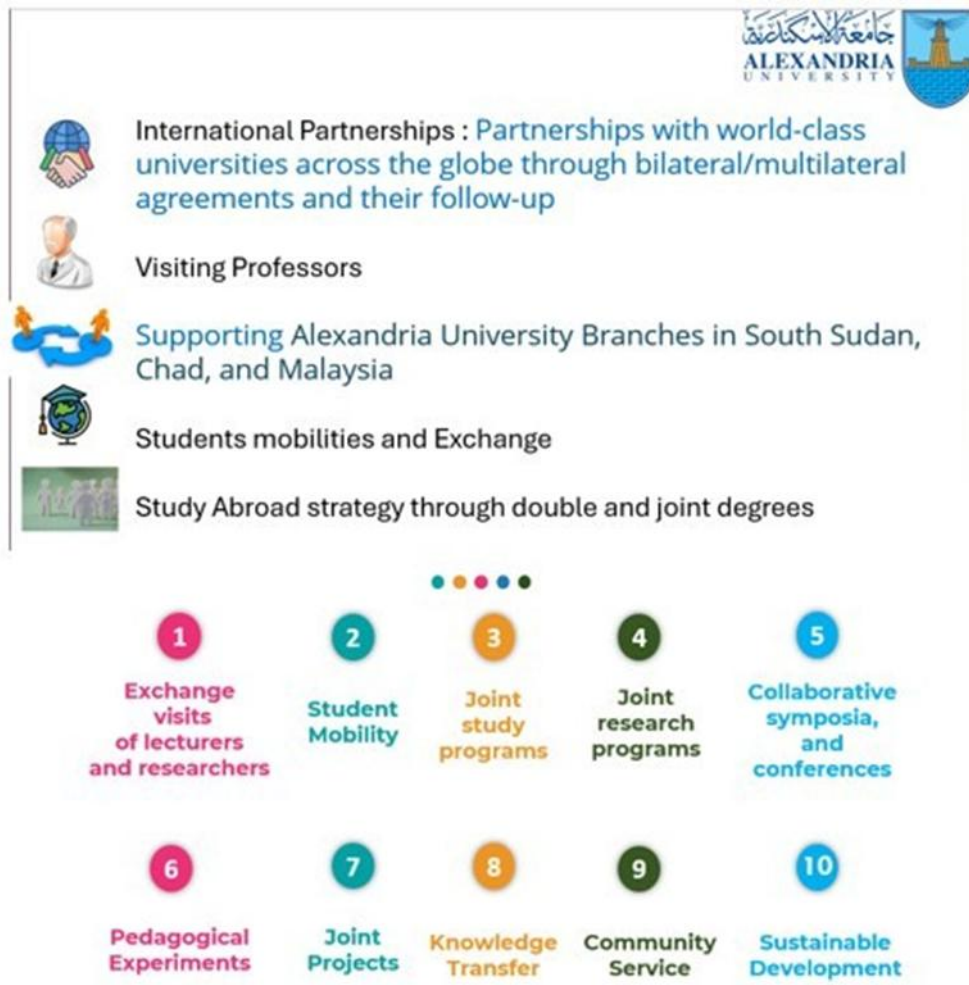 جامعة الإسكندرية
ALEXANDRIA
UNIVERSITY
International Partnerships : Partnerships with world-class
universities across the globe through bilateral/multilateral
agreements and their follow-up
Visiting Professors
Supporting Alexandria University Branches in South Sudan,
Chad, and Malaysia
Students mobilities and Exchange
Study Abroad strategy through double and joint degrees
1
Exchange
visits
of lecturers
and researchers
2
Student
Mobility
3
Joint
study
programs
4
Joint
research
programs
5
Collaborative
symposia,
and
conferences
6
Pedagogical
Experiments
7
Joint
Projects
8
Knowledge
Transfer
9
Community
Service
10
Sustainable
Development